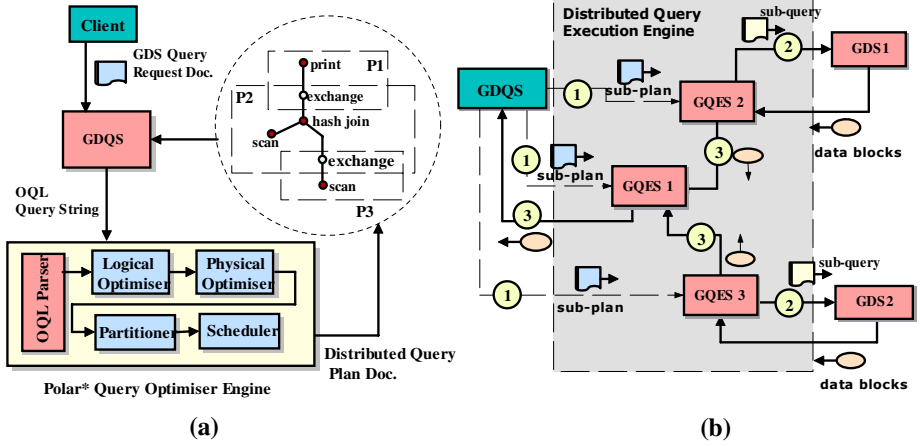 Client
GDS Query
Request Doc.
GDQS
OQL
Query String
P1
print
exchange
P2
hash join
scan
exchange
scan
P3
OQL Parser
Logical
Optimiser
Physical
Optimiser
Partitioner
Scheduler
Polar* Query Optimiser Engine
Distributed Query
Plan Doc.
(a)
Distributed Query
Execution Engine
sub-query
2
GDS1
GDQS
1
sub-plan
GQES 2
3
data blocks
1
sub-plan
GQES 1
3
3
1
sub-plan
GQES 3
sub-query
2
GDS2
data blocks
(b)